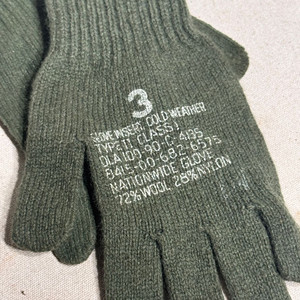 3
GLOVE INSERT, COLD WEATHER
TYPE II CLASS 1
DLA 109-90-C-4135
8415-00-682-6575
NATIONWIDE GLOVE
72% WOOL 28% NYLON